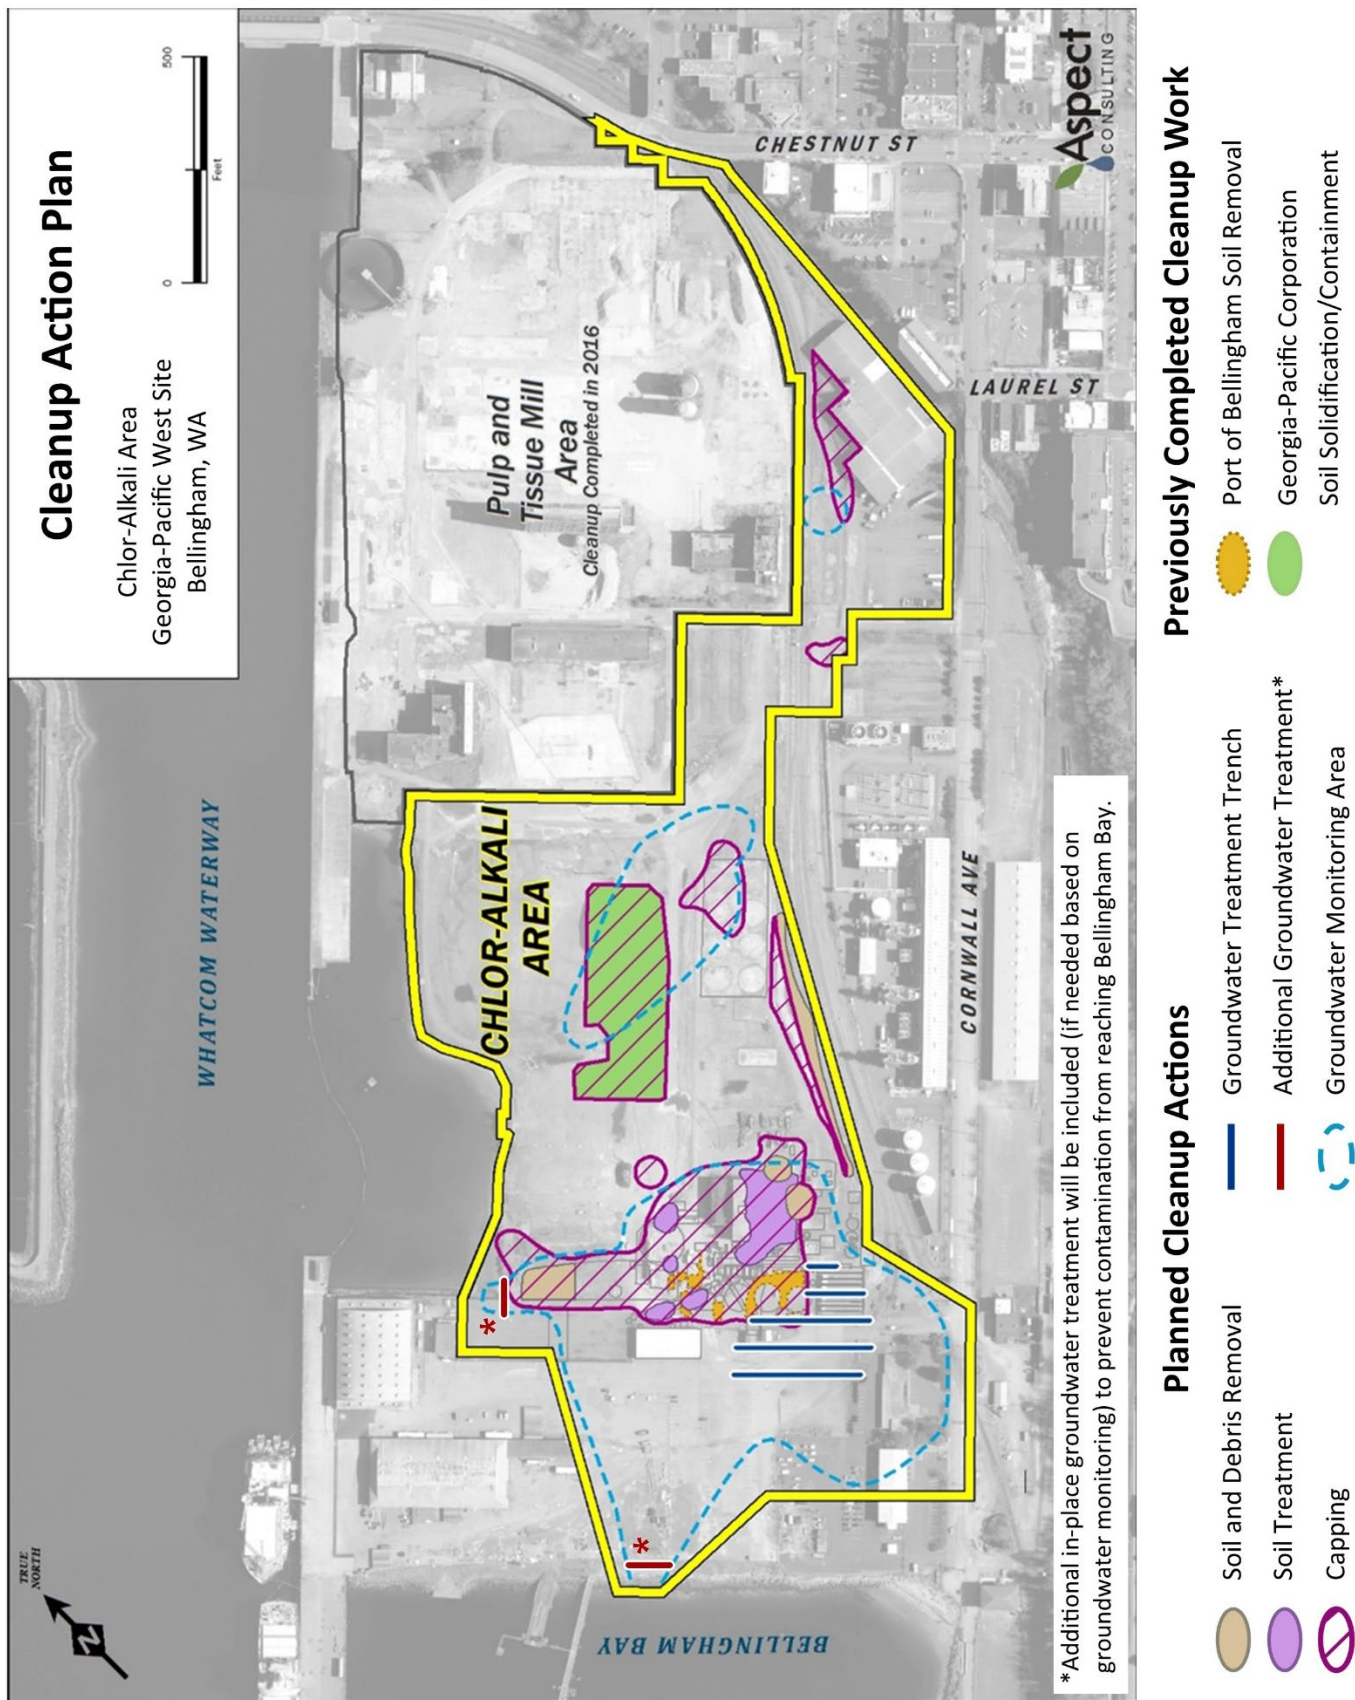 Cleanup Action Plan
Chlor-Alkali Area
Georgia-Pacific West Site
Bellingham, WA
0
500
Feet
TRUE
NORTH
N
WHATCOM WATERWAY
Pulp and
Tissue Mill
Area
Cleanup Completed in 2016
CHESTNUT ST
LAUREL ST
CHLOR-ALKALI
AREA
CORNWALL AVE
BELLINGHAM BAY
*
*
Aspect
CONSULTING
*Additional in-place groundwater treatment will be included (if needed based on
groundwater monitoring) to prevent contamination from reaching Bellingham Bay.
Planned Cleanup Actions
Soil and Debris Removal
Soil Treatment
Capping
Groundwater Treatment Trench
Additional Groundwater Treatment*
Groundwater Monitoring Area
Previously Completed Cleanup Work
Port of Bellingham Soil Removal
Georgia-Pacific Corporation
Soil Solidification/Containment